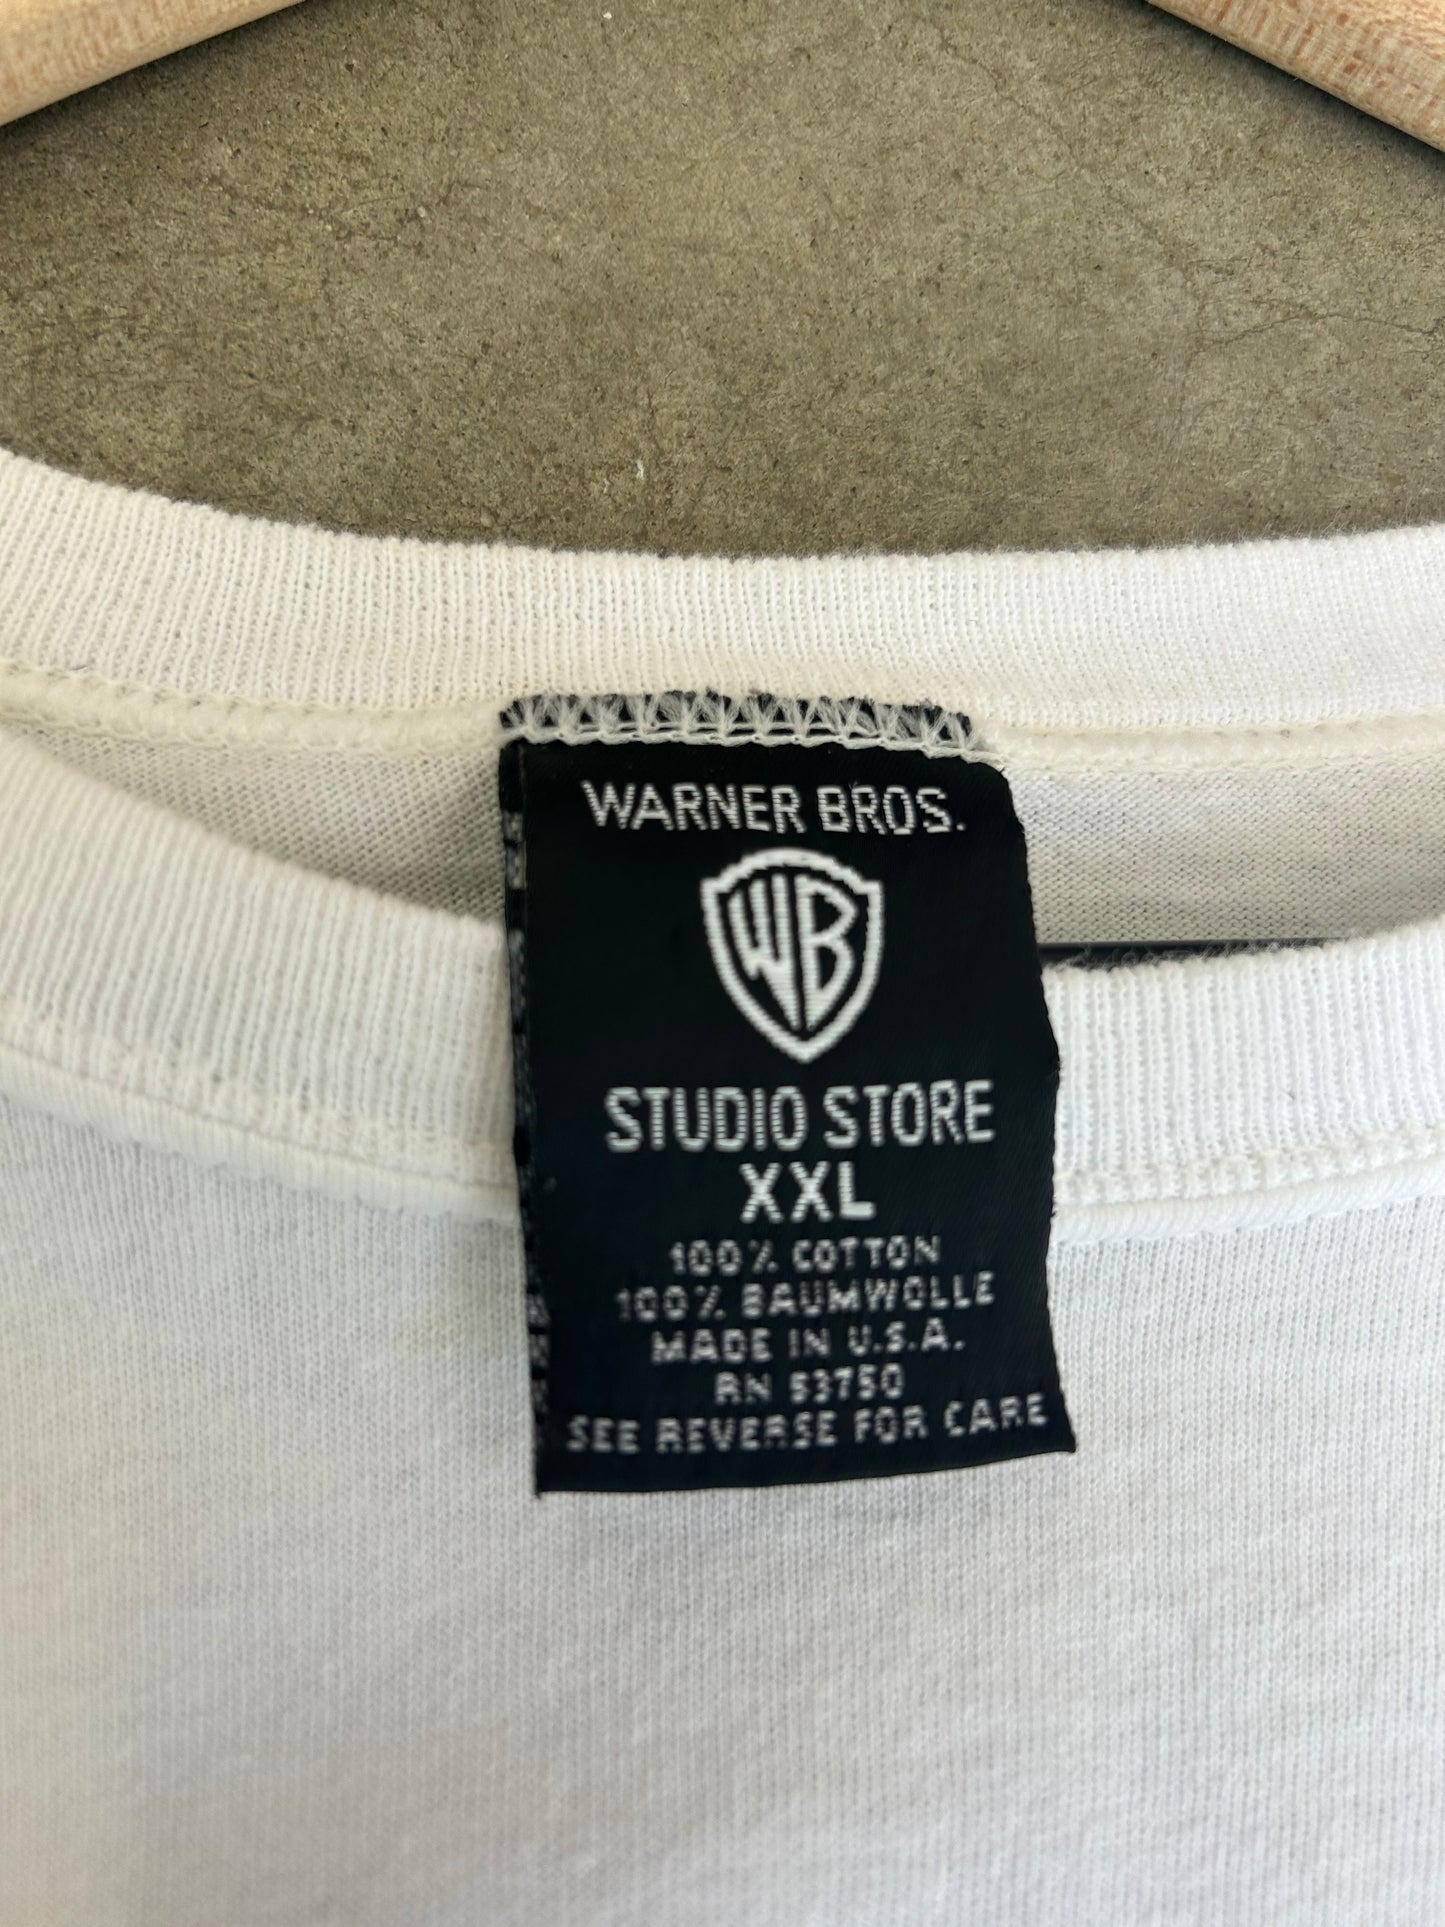 WARNER BROS.
WB
STUDIO STORE
XXL
100% COTTON
100% BAUMWOLLE
MADE IN U.S.A.
RN 53750
SEE REVERSE FOR CARE